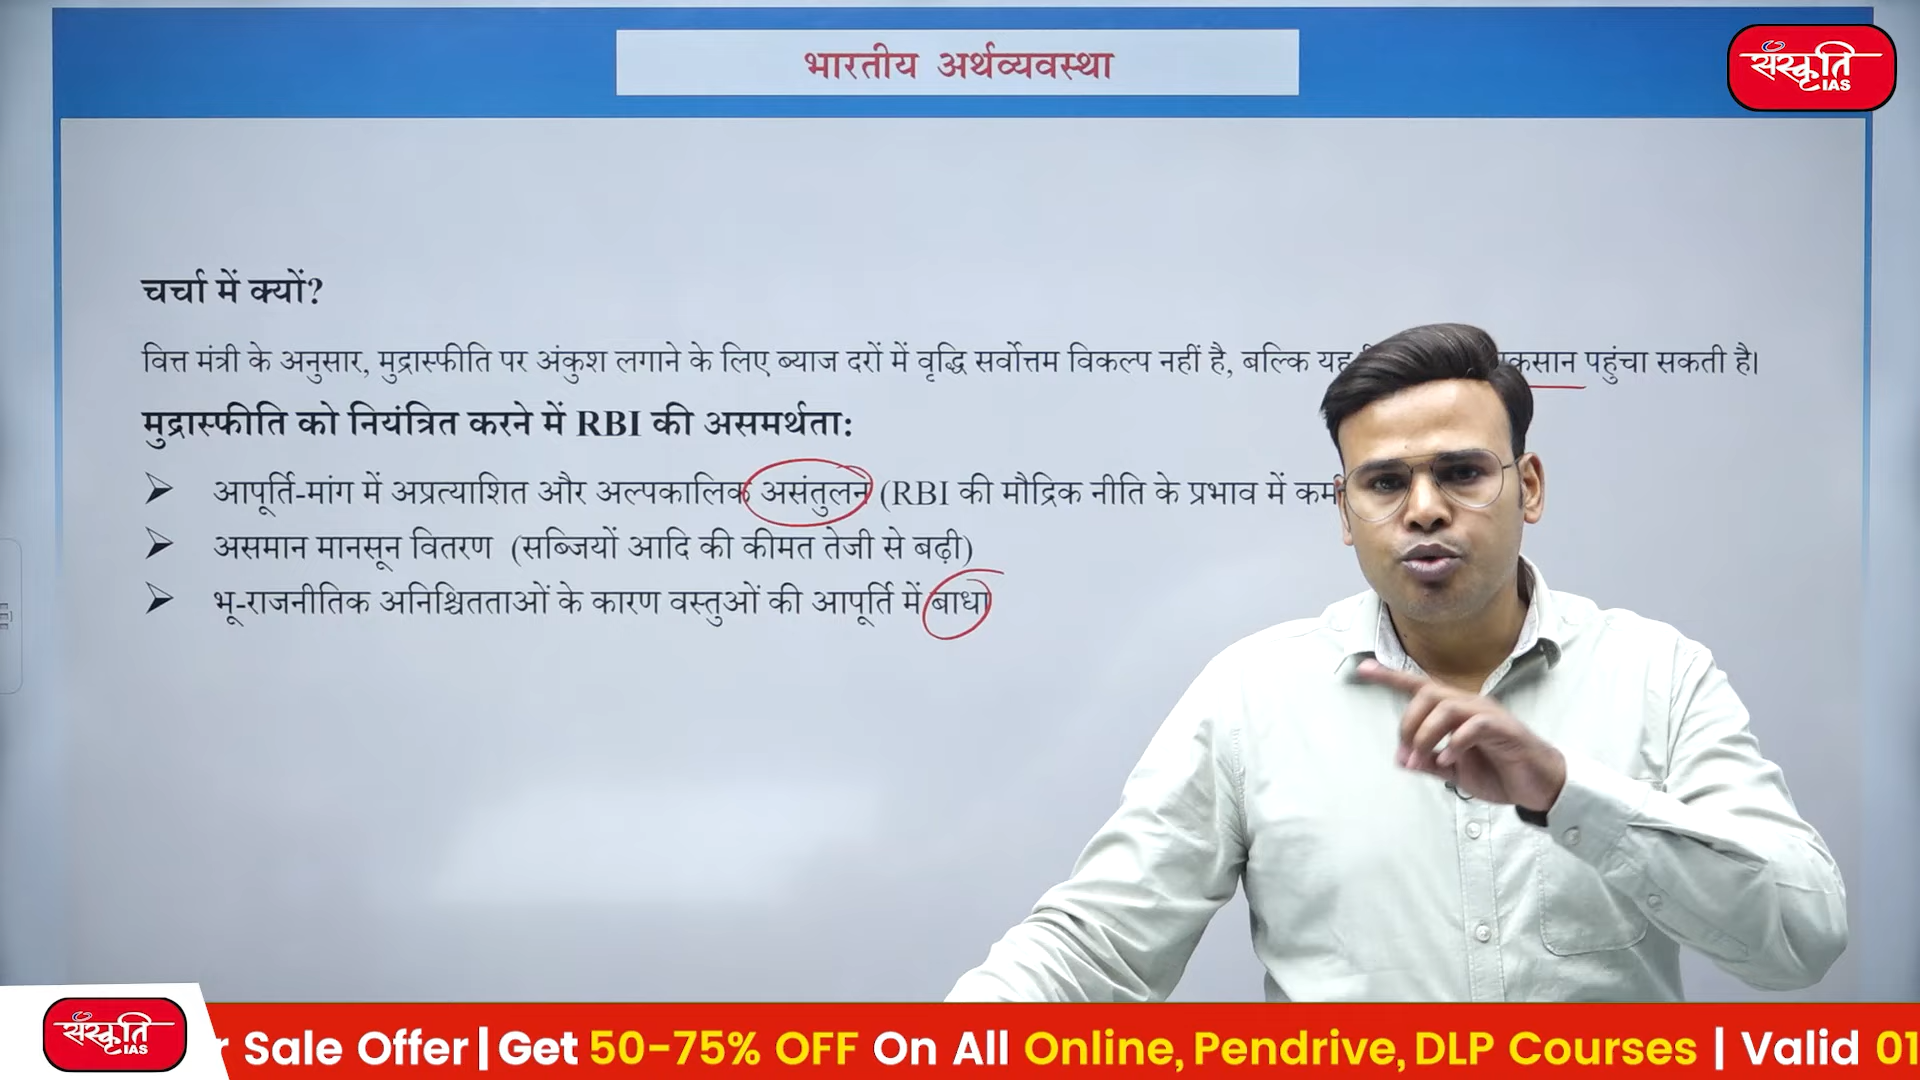 भारतीय अर्थव्यवस्था
संस्कृति
IAS
चर्चा में क्यों?
वित्त मंत्री के अनुसार, मुद्रास्फीति पर अंकुश लगाने के लिए ब्याज दरों में वृद्धि सर्वोत्तम विकल्प नहीं है, बल्कि यह पहुंचा सकती है।
मुद्रास्फीति को नियंत्रित करने में RBI की असमर्थता:
आपूर्ति-मांग में अप्रत्याशित और अल्पकालिक असंतुलन (RBI की मौद्रिक नीति के प्रभाव में
असमान मानसून वितरण (सब्जियों आदि की कीमत तेजी से बढ़ी)
भू-राजनीतिक अनिश्चितताओं के कारण वस्तुओं की आपूर्ति में बाधा
संस्कृति
IAS
Sale Offer | Get 50-75% OFF On All Online, Pendrive, DLP Courses | Valid 01